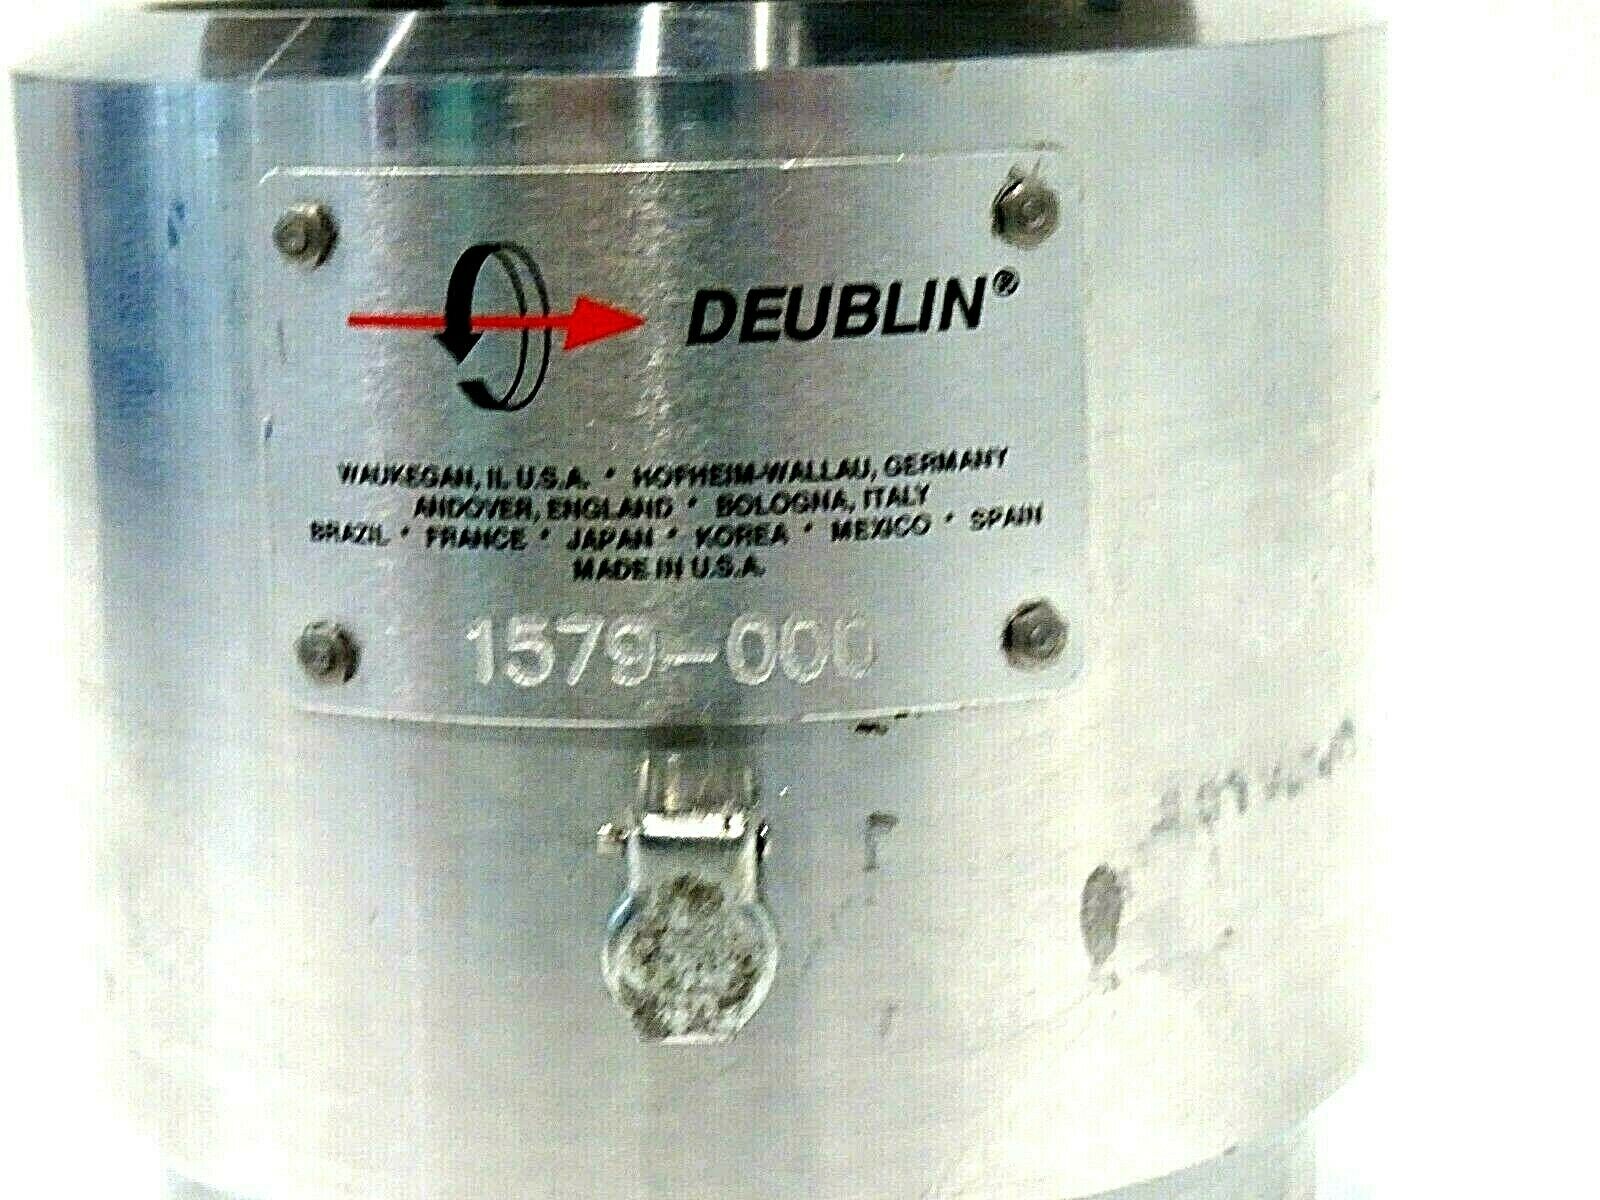 DEUBLIN®
WAUKEGAN, IL U.S.A. • HOFHEIM-WALLAU, GERMANY
ANDOVER, ENGLAND • BOLOGNA, ITALY
BRAZIL • FRANCE • JAPAN • KOREA • MEXICO • SPAIN
MADE IN U.S.A.
1579-000